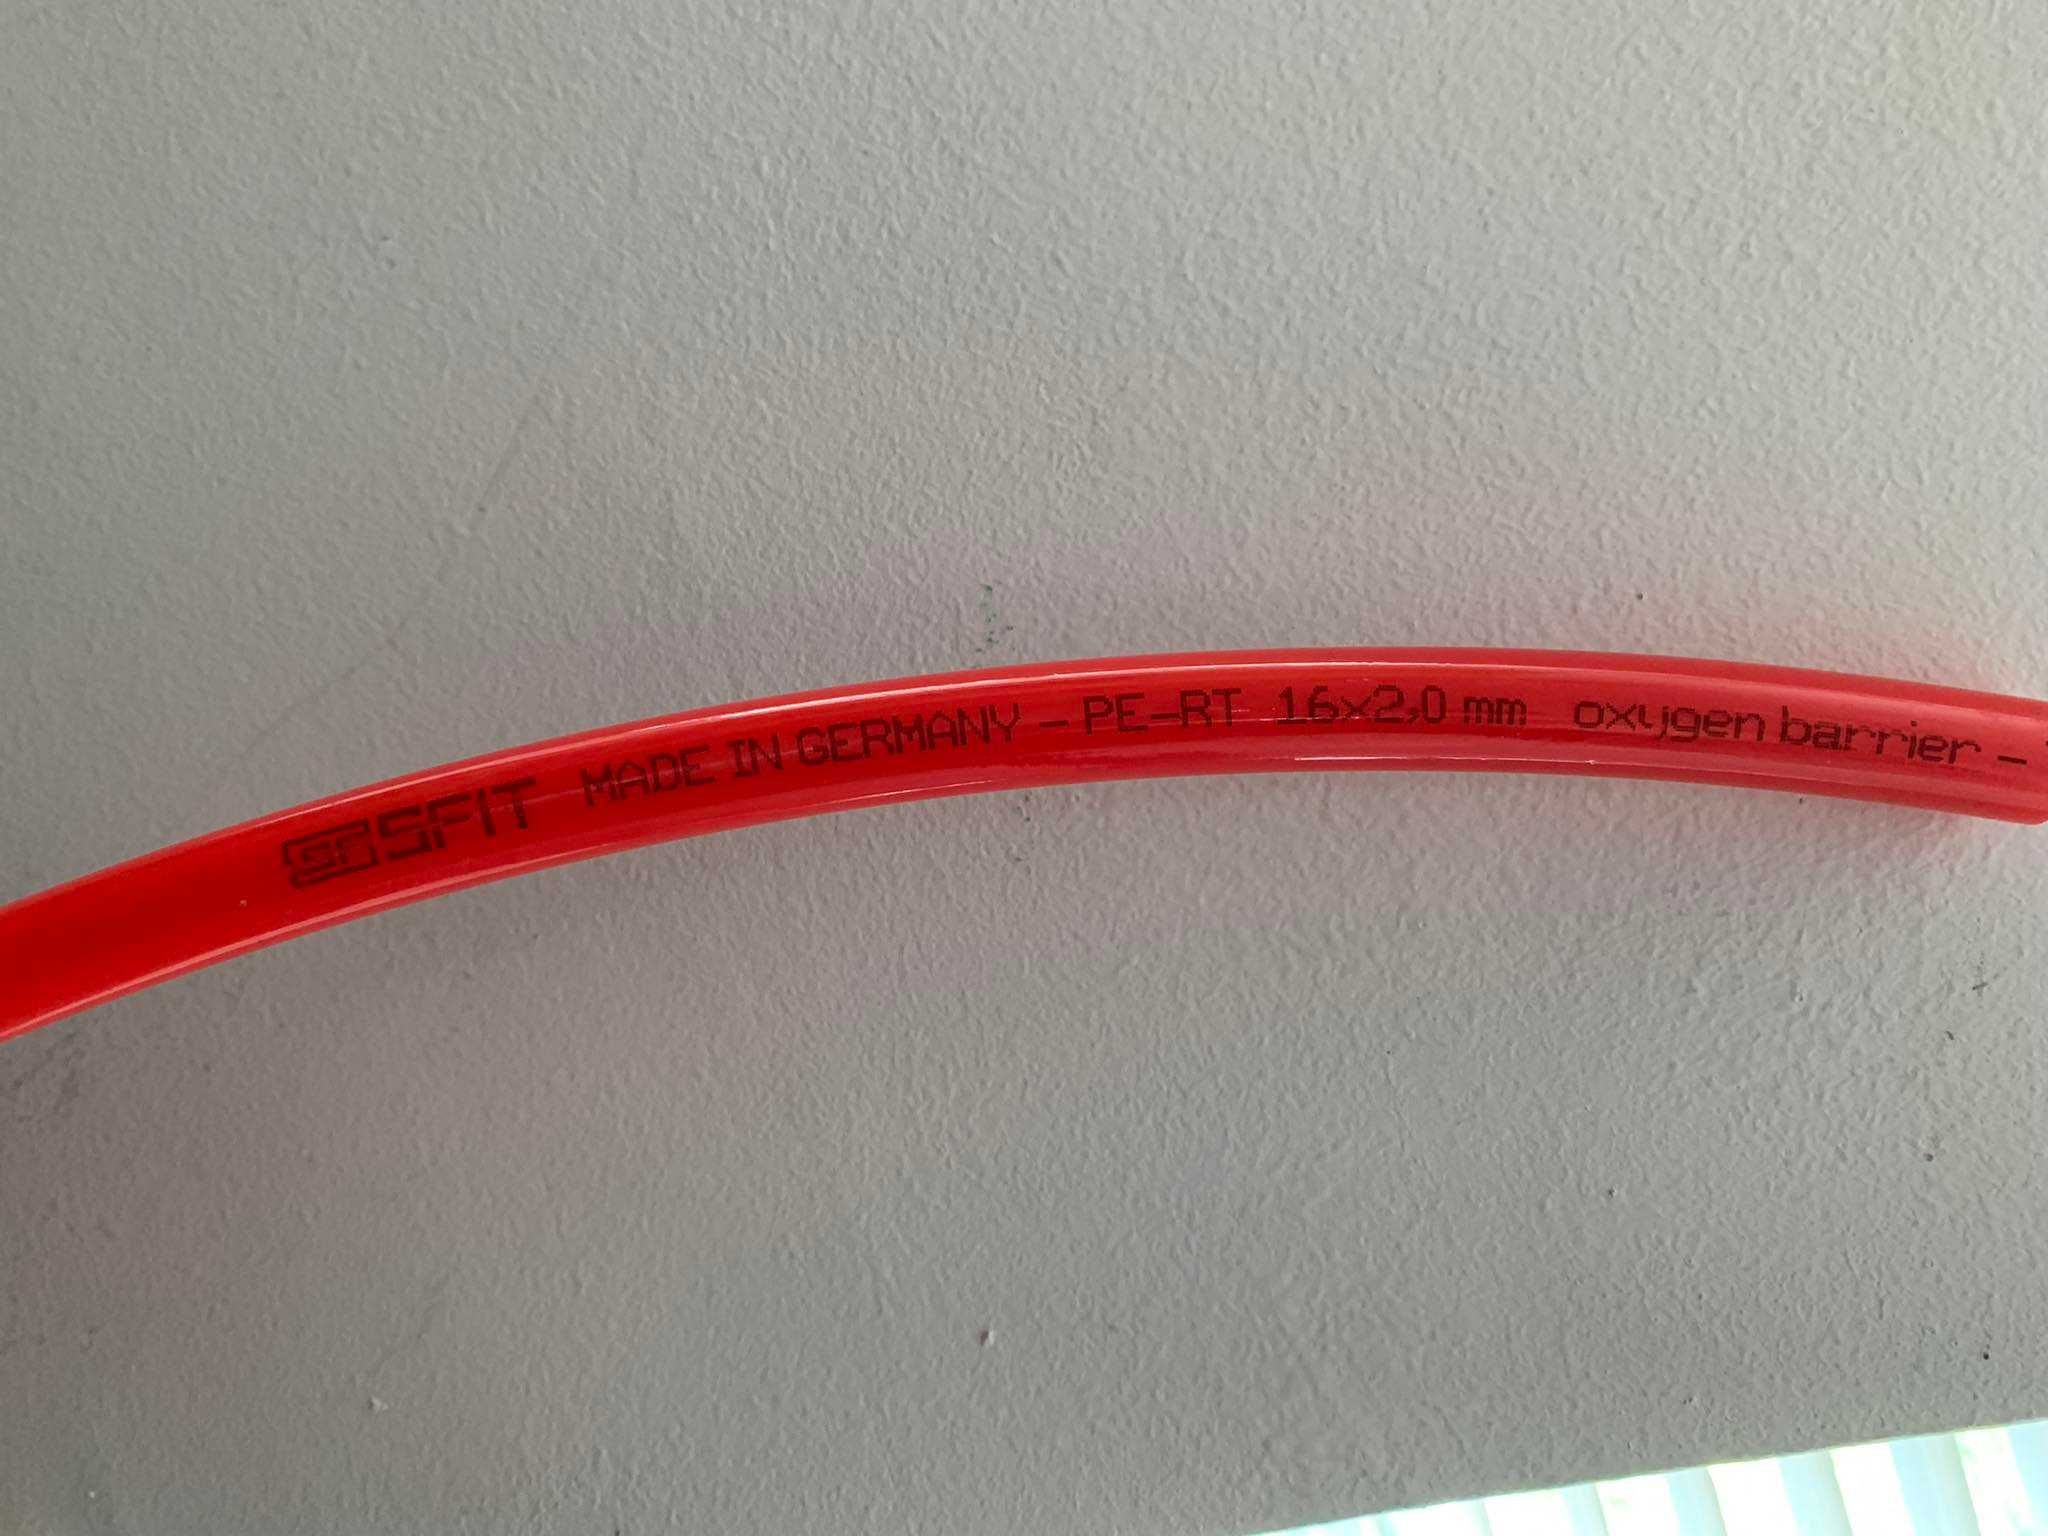 SFIT MADE IN GERMANY - PE-RT 16x2,0 mm oxygen barrier -